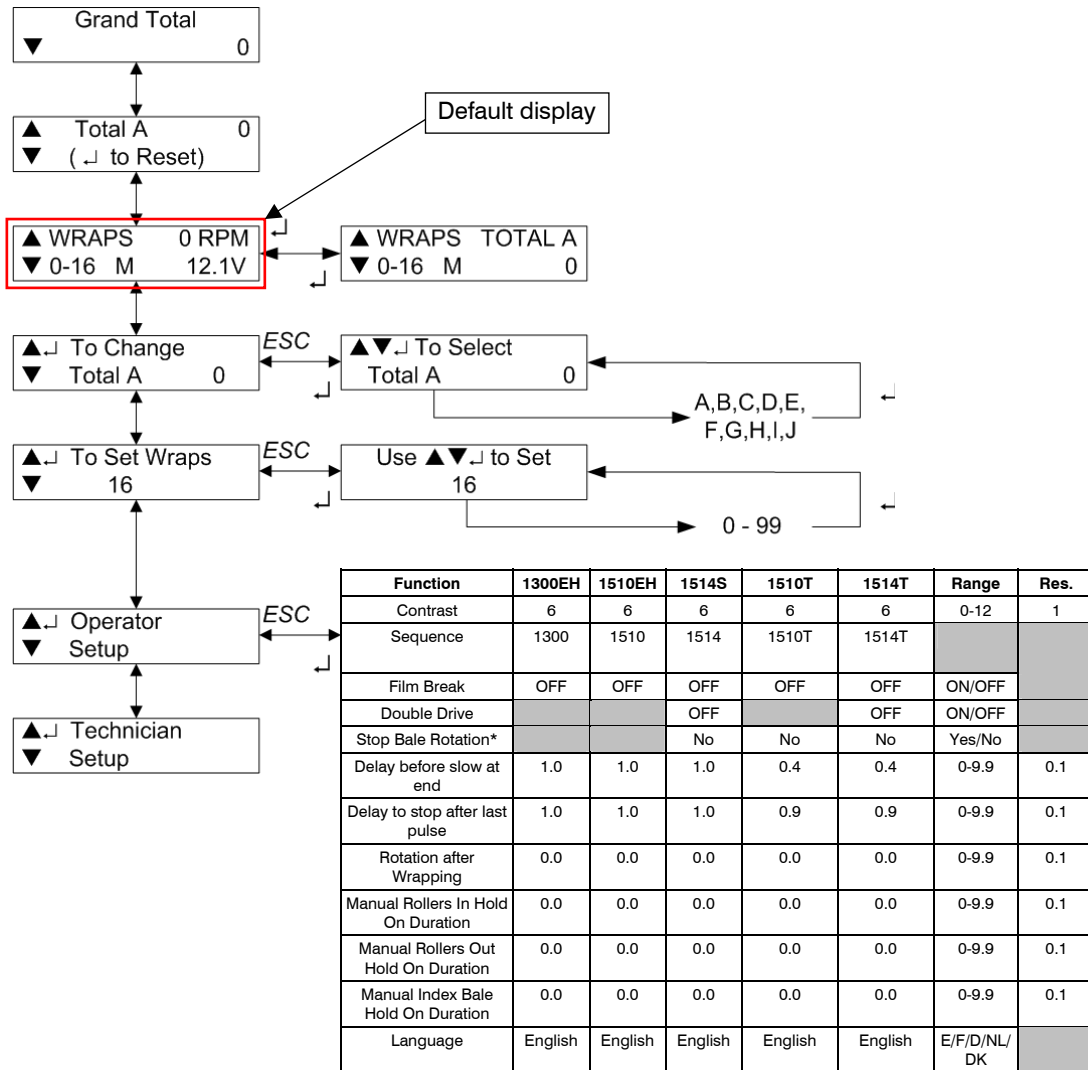 Grand Total
▼ 0
Default display
▲ Total A 0
▼ ( ↵ to Reset)
↵
▲ WRAPS 0 RPM
▼ 0-16 M 12.1V
↵
▲ WRAPS TOTAL A
▼ 0-16 M 0
▲↵ To Change
▼ Total A 0
ESC
↵
▲▼↵ To Select
Total A 0
A,B,C,D,E,
F,G,H,I,J
↵
▲↵ To Set Wraps
▼ 16
ESC
↵
Use ▲▼↵ to Set
16
0 - 99
↵
▲↵ Operator
▼ Setup
ESC
↵
▲↵ Technician
▼ Setup
Function 1300EH 1510EH 1514S 1510T 1514T Range Res.
Contrast 6 6 6 6 6 0-12 1
Sequence 1300 1510 1514 1510T 1514T
Film Break OFF OFF OFF OFF OFF ON/OFF
Double Drive OFF OFF ON/OFF
Stop Bale Rotation* No No No Yes/No
Delay before slow at 1.0 1.0 1.0 0.4 0.4 0-9.9 0.1
end
Delay to stop after last 1.0 1.0 1.0 0.9 0.9 0-9.9 0.1
pulse
Rotation after 0.0 0.0 0.0 0.0 0.0 0-9.9 0.1
Wrapping
Manual Rollers In Hold 0.0 0.0 0.0 0.0 0.0 0-9.9 0.1
On Duration
Manual Rollers Out 0.0 0.0 0.0 0.0 0.0 0-9.9 0.1
Hold On Duration
Manual Index Bale 0.0 0.0 0.0 0.0 0.0 0-9.9 0.1
Hold On Duration
Language English English English English English E/F/D/NL/
DK